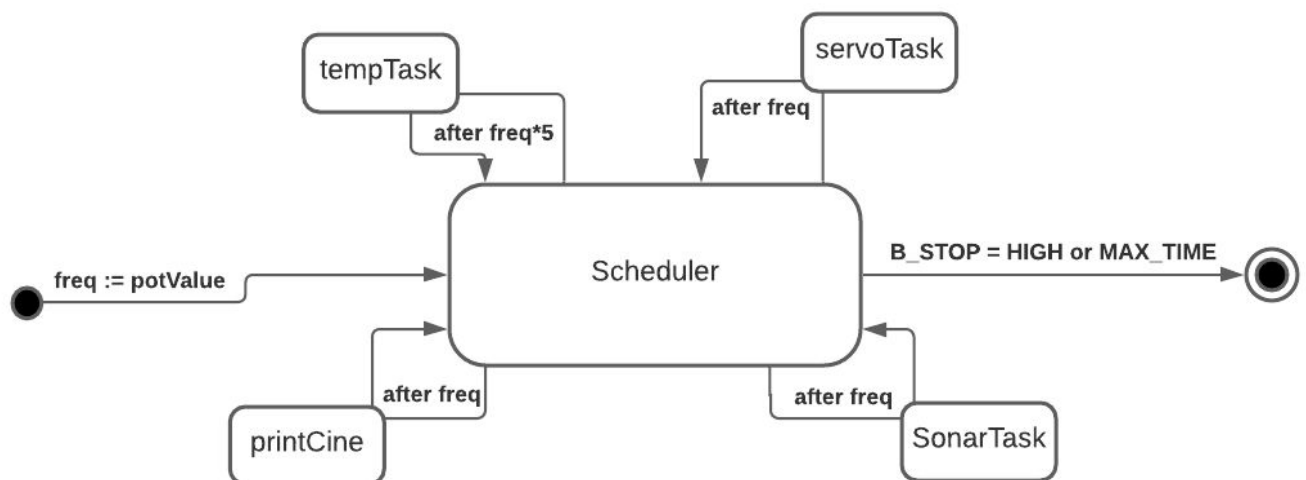 servoTask
tempTask
after freq
after freq*5
B_STOP = HIGH or MAX_TIME
Scheduler
freq := potValue
after freq
after freq
printCine
SonarTask